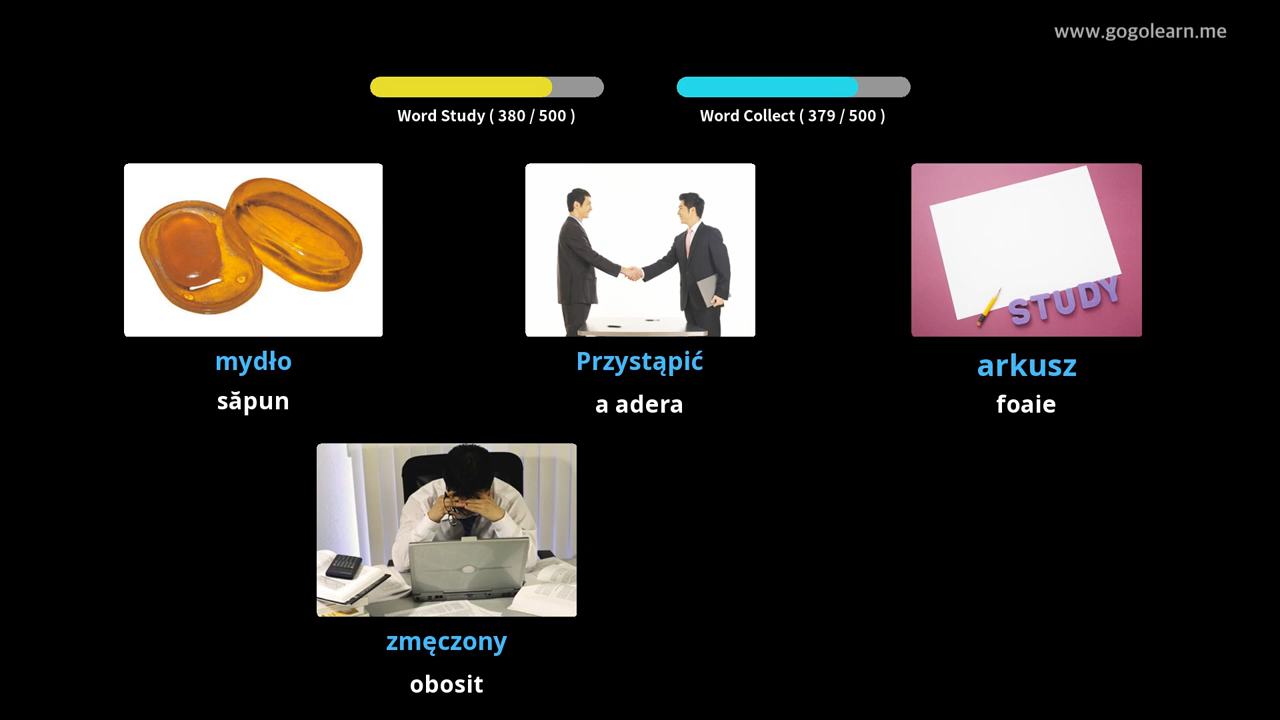 www.gogolearn.me
Word Study ( 380 / 500 )
Word Collect ( 379 / 500 )
STUDY
mydło
Przystąpić
arkusz
săpun
a adera
foaie
zmęczony
obosit